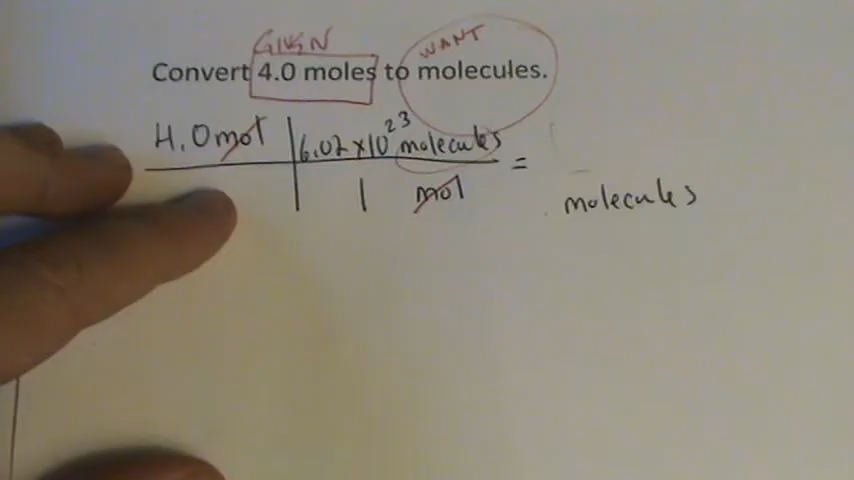 GIVEN WANT
Convert 4.0 moles to molecules.
4.0 mol 6.02 x 10^23 molecules =
1 mol molecules